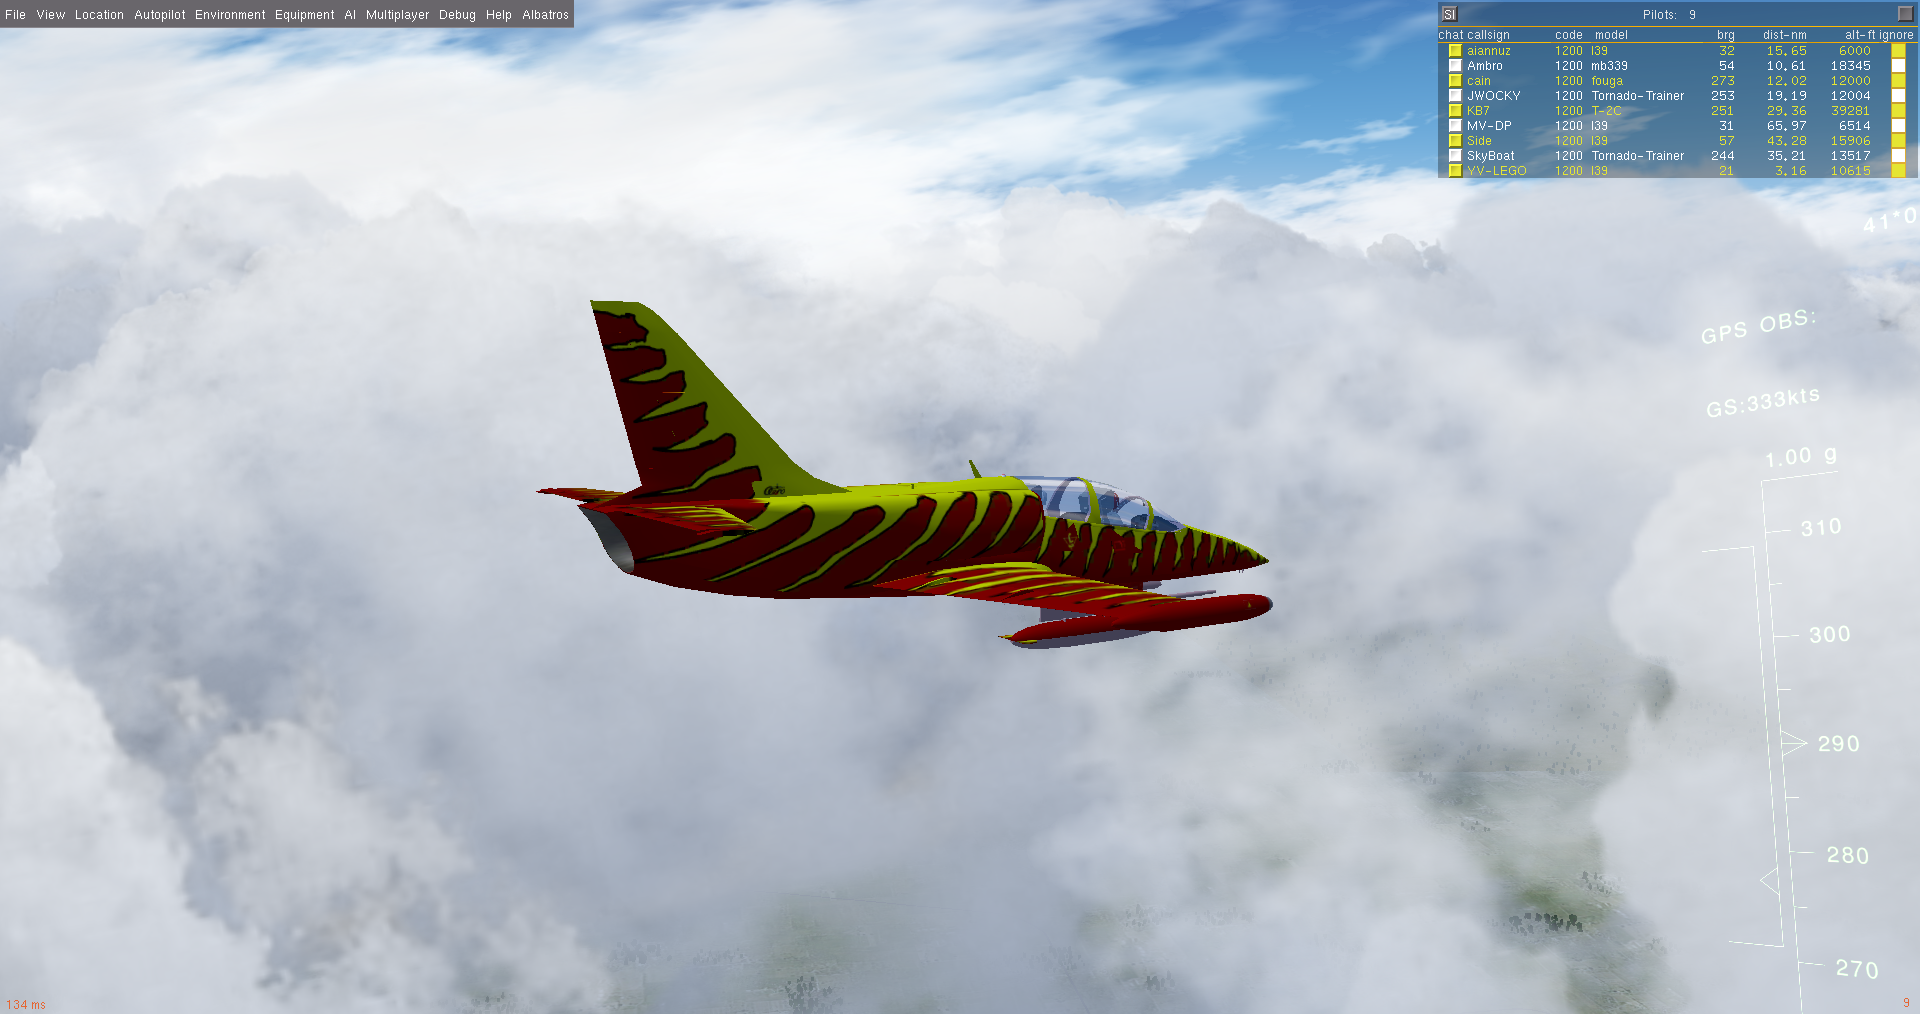 File View Location Autopilot Environment Equipment AI Multiplayer Debug Help Albatros
SI Pilots: 9
chat callsign code model brg dist-nm alt-ft ignore
aiannuz 1200 l39 32 15.65 6000
Ambro 1200 mb339 54 10.61 18345
cain 1200 fouga 273 12.02 12000
JWOCKY 1200 Tornado-Trainer 253 19.19 12004
KB7 1200 T-2C 251 29.36 39281
MV-DP 1200 l39 31 65.97 6514
Side 1200 l39 57 43.28 15906
SkyBoat 1200 Tornado-Trainer 244 35.21 13517
YV-LEGO 1200 l39 21 3.16 10615
41*0
GPS OBS:
GS:333kts
1.00 g
310
300
290
280
270
134 ms
9